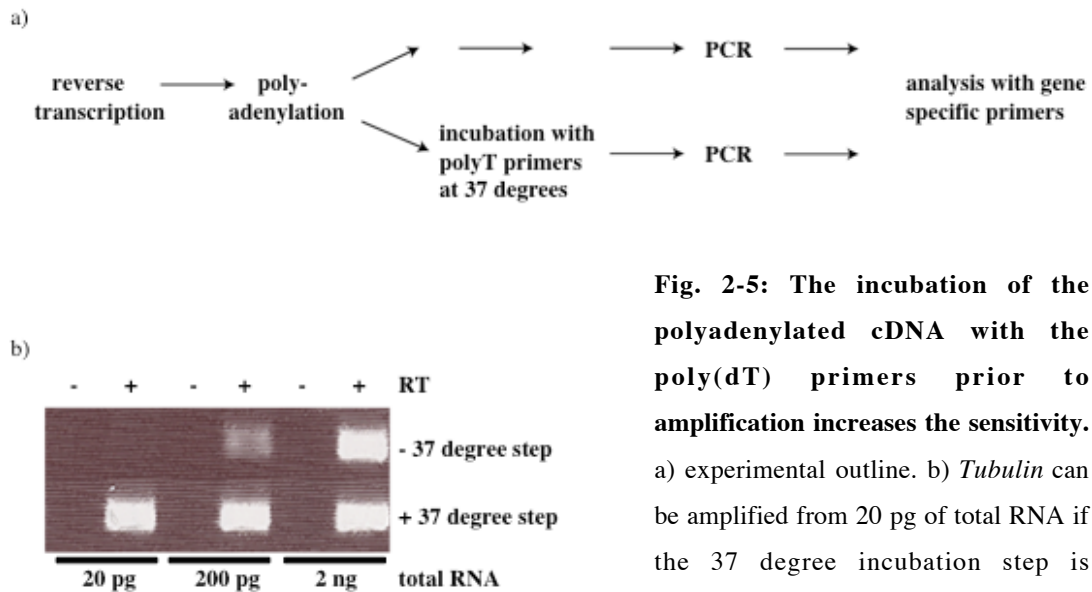 a)
reverse
transcription
poly-
adenylation
PCR
incubation with
polyT primers
at 37 degrees
PCR
analysis with gene
specific primers
b)
- + - + - + RT
- 37 degree step
+ 37 degree step
20 pg 200 pg 2 ng total RNA
Fig. 2-5: The incubation of the
polyadenylated cDNA with the
poly(dT) primers prior to
amplification increases the sensitivity.
a) experimental outline. b) Tubulin can
be amplified from 20 pg of total RNA if
the 37 degree incubation step is